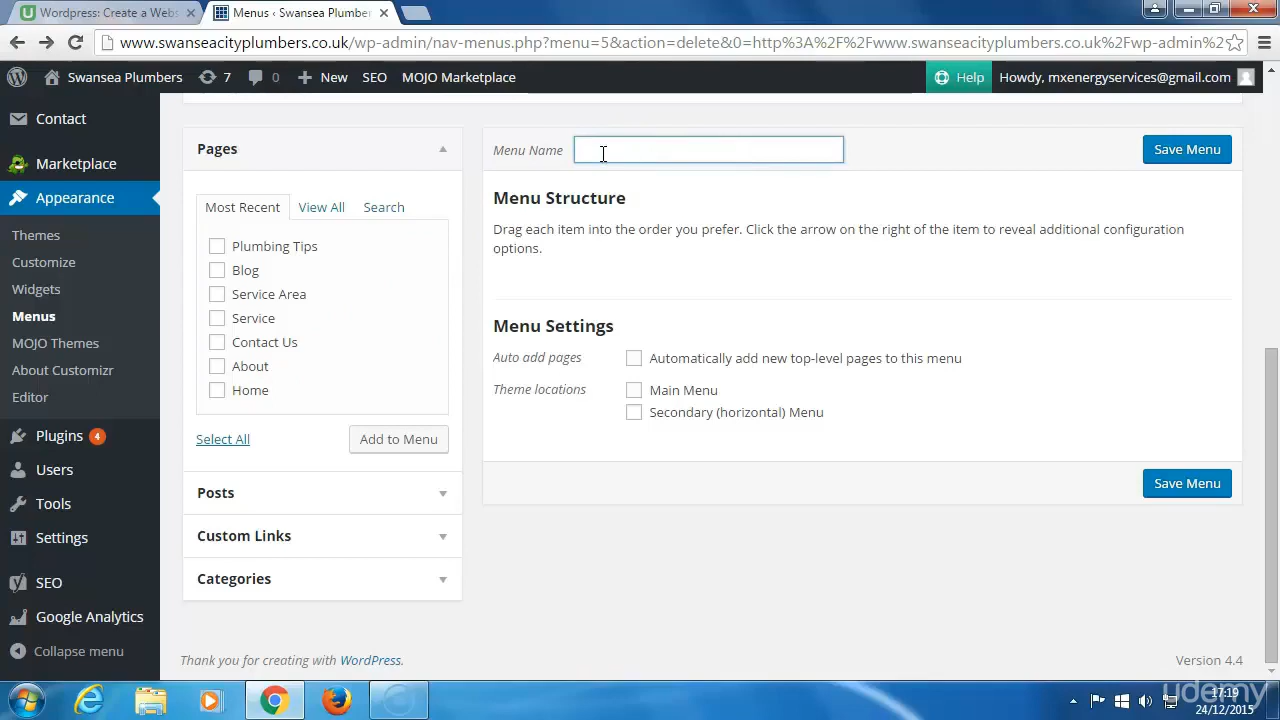 Wordpress: Create a Webs
Menus ‹ Swansea Plumber
www.swanseacityplumbers.co.uk/wp-admin/nav-menus.php?menu=5&action=delete&0=http%3A%2F%2Fwww.swanseacityplumbers.co.uk%2Fwp-admin%2
Swansea Plumbers 7 0 New SEO MOJO Marketplace Help Howdy, mxenergyservices@gmail.com
Contact
Marketplace
Appearance
Themes
Customize
Widgets
Menus
MOJO Themes
About Customizr
Editor
Plugins 4
Users
Tools
Settings
SEO
Google Analytics
Collapse menu
Pages
Most Recent View All Search
Plumbing Tips
Blog
Service Area
Service
Contact Us
About
Home
Select All Add to Menu
Posts
Custom Links
Categories
Menu Name Save Menu
Menu Structure
Drag each item into the order you prefer. Click the arrow on the right of the item to reveal additional configuration
options.
Menu Settings
Auto add pages Automatically add new top-level pages to this menu
Theme locations Main Menu
Secondary (horizontal) Menu
Save Menu
Thank you for creating with WordPress. Version 4.4
17:19
24/12/2015
udemy